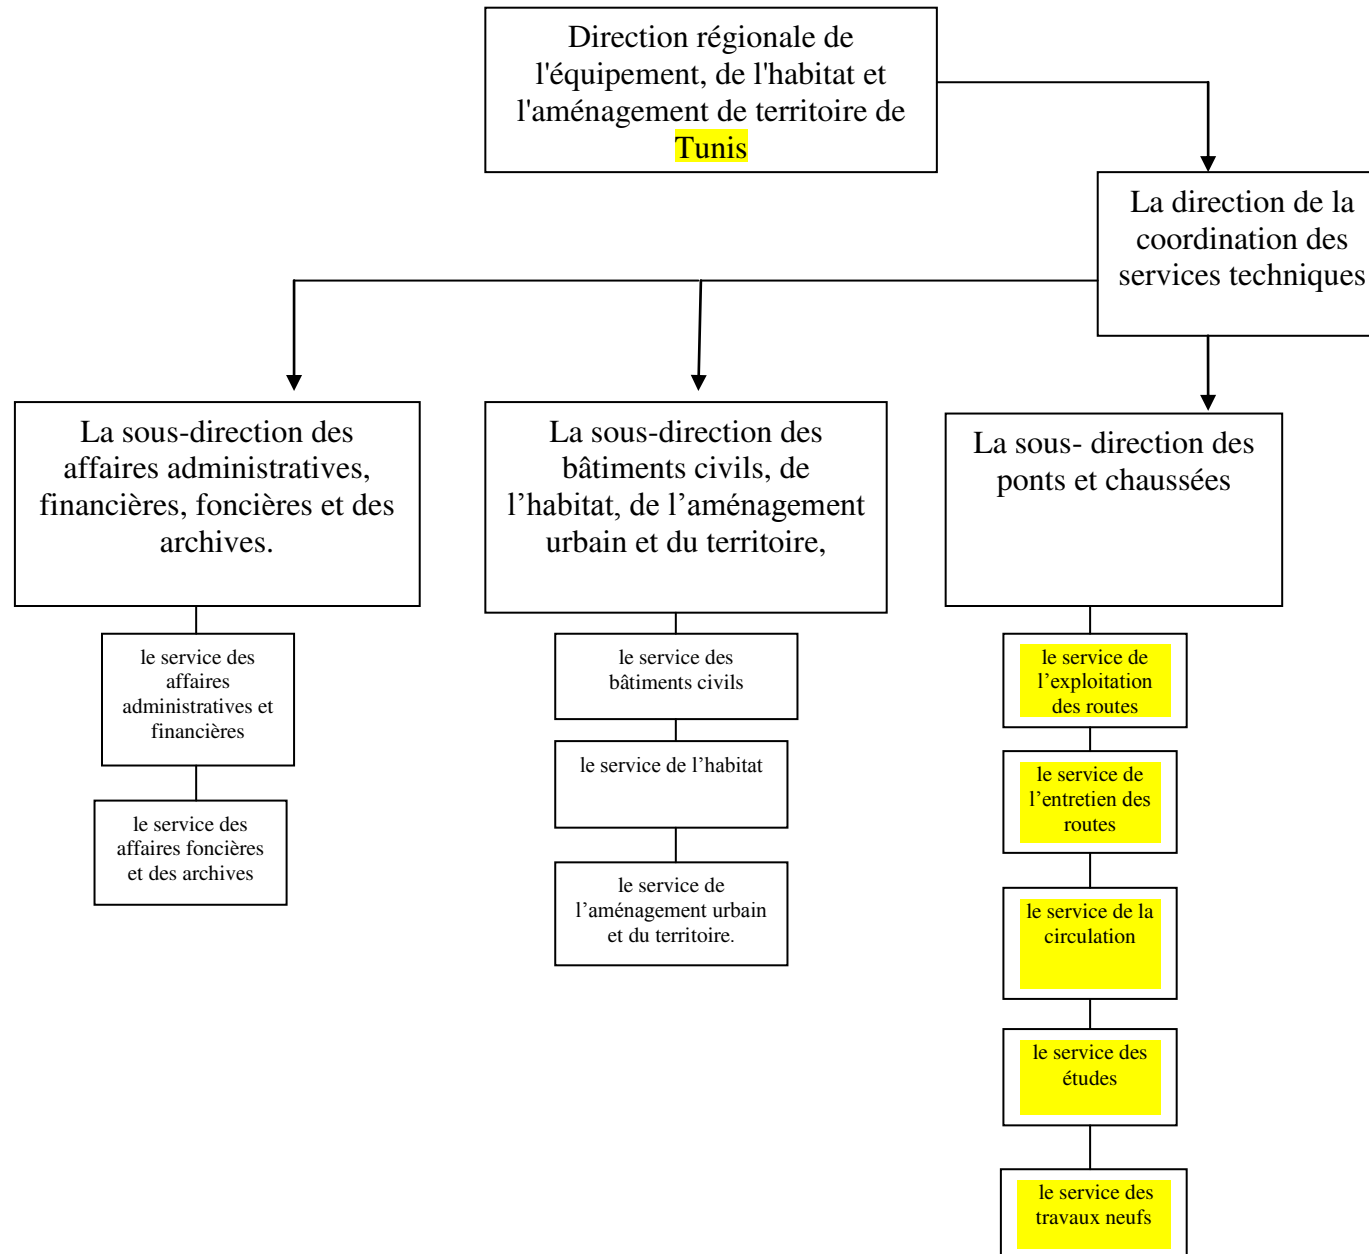 Direction régionale de
l'équipement, de l'habitat et
l'aménagement de territoire de
Tunis
La direction de la
coordination des
services techniques
La sous-direction des
affaires administratives,
financières, foncières et des
archives.
La sous-direction des
bâtiments civils, de
l’habitat, de l’aménagement
urbain et du territoire,
La sous- direction des
ponts et chaussées
le service des
affaires
administratives et
financières
le service des
affaires foncières
et des archives
le service des
bâtiments civils
le service de l’habitat
le service de
l’aménagement urbain
et du territoire.
le service de
l’exploitation
des routes
le service de
l’entretien des
routes
le service de la
circulation
le service des
études
le service des
travaux neufs